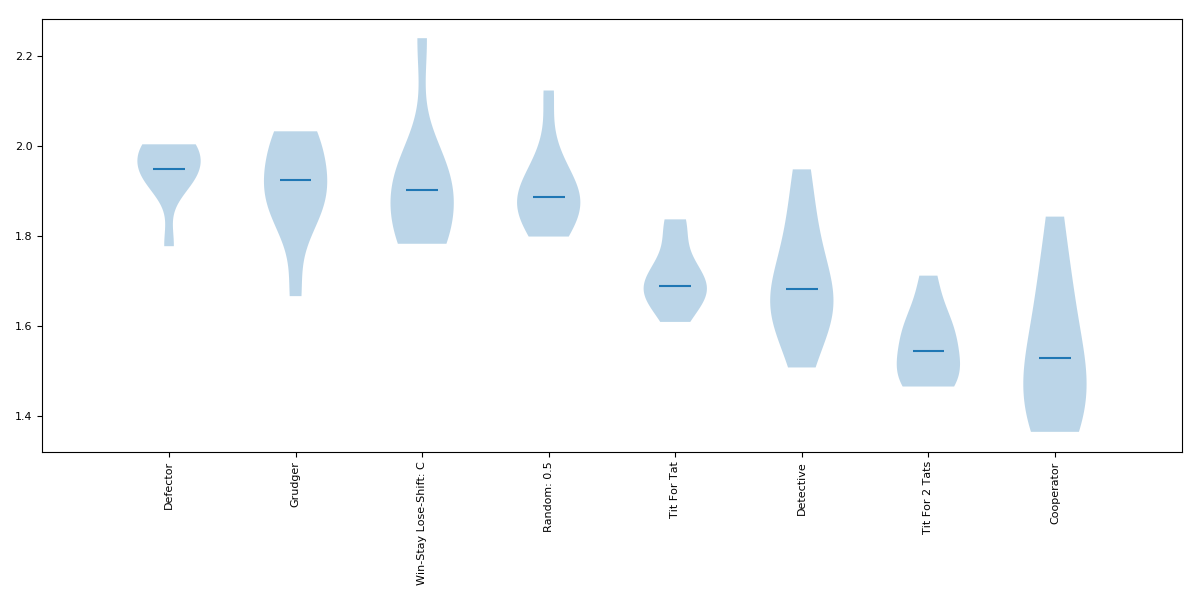 2.2
2.0
1.8
1.6
1.4
Defector
Grudger
Win-Stay Lose-Shift: C
Random: 0.5
Tit For Tat
Detective
Tit For 2 Tats
Cooperator